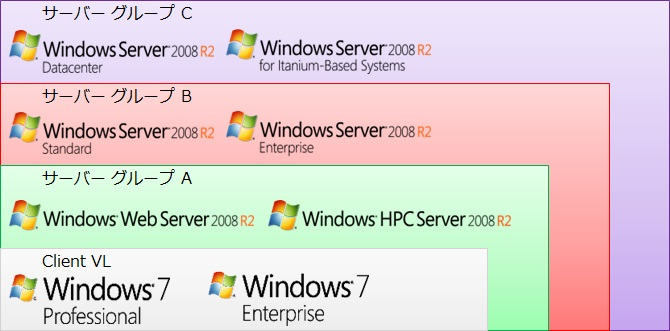 サーバー グループ C
Windows Server 2008 R2 Windows Server 2008 R2
Datacenter for Itanium-Based Systems
サーバー グループ B
Windows Server 2008 R2 Windows Server 2008 R2
Standard Enterprise
サーバー グループ A
Windows Web Server 2008 R2 Windows HPC Server 2008 R2
Client VL
Windows 7 Windows 7
Professional Enterprise